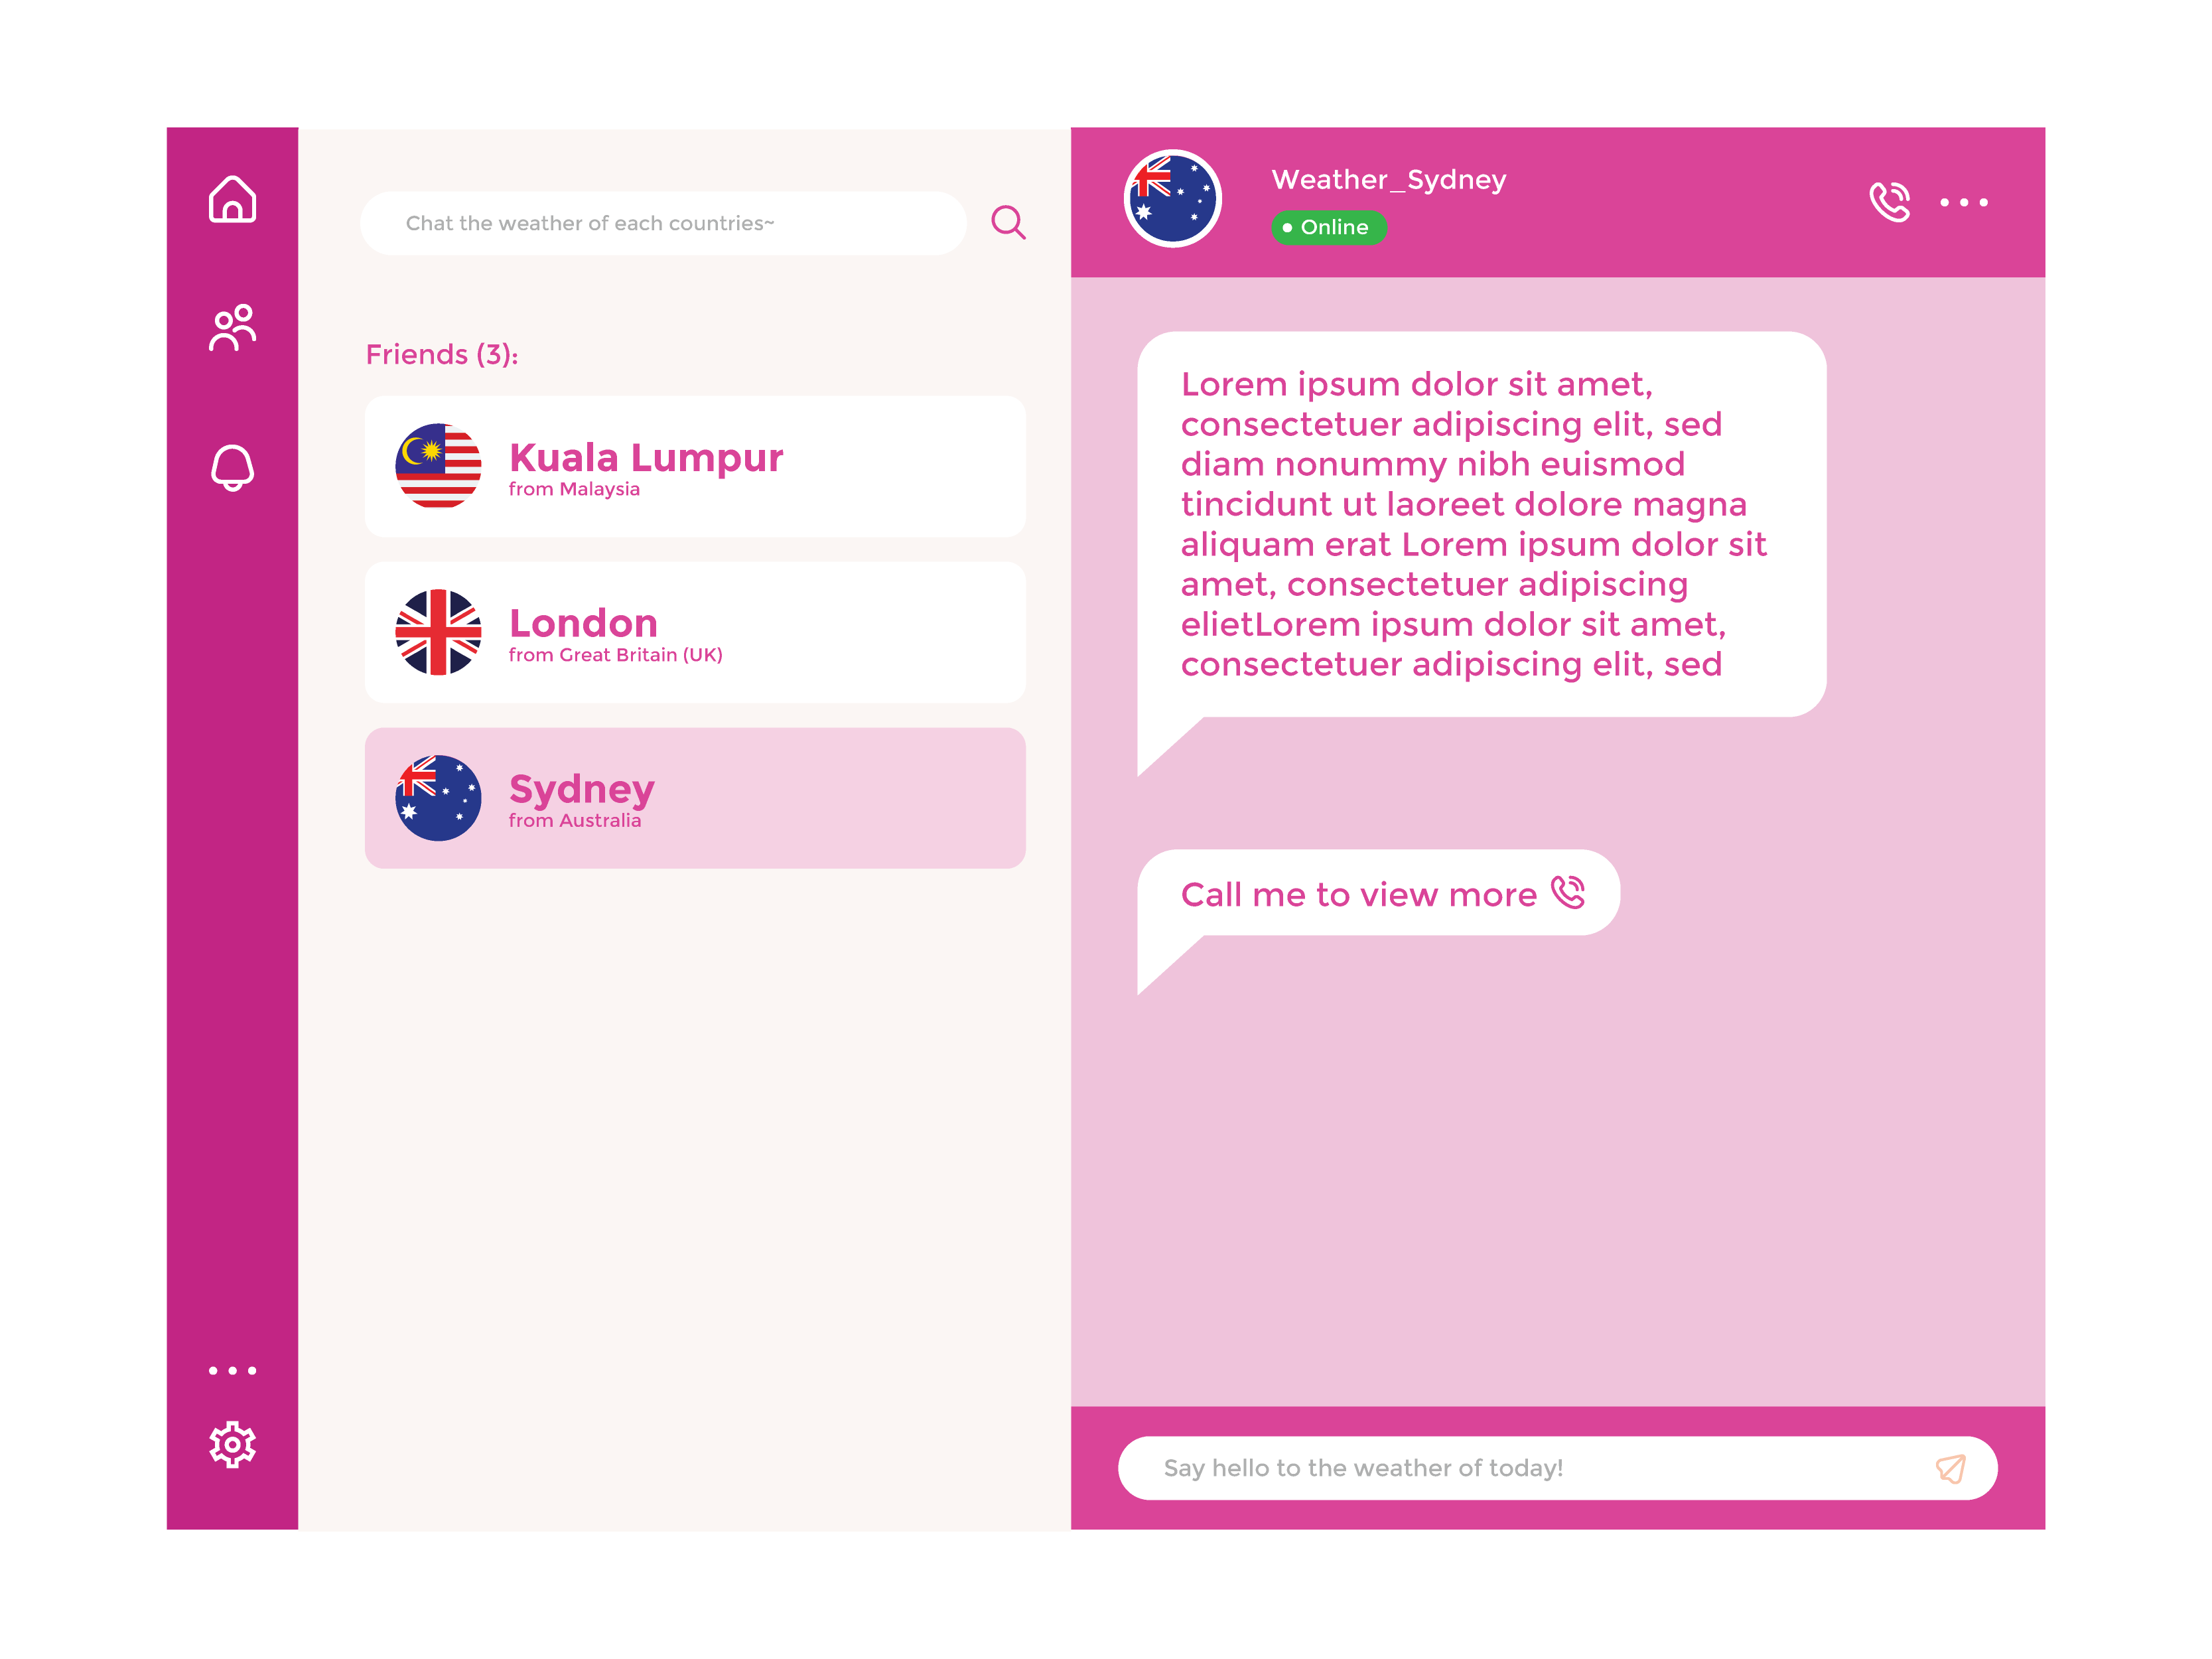 Chat the weather of each countries~
Friends (3):
Kuala Lumpur
from Malaysia
London
from Great Britain (UK)
Sydney
from Australia
Weather_Sydney
Online
Lorem ipsum dolor sit amet,
consectetuer adipiscing elit, sed
diam nonummy nibh euismod
tincidunt ut laoreet dolore magna
aliquam erat Lorem ipsum dolor sit
amet, consectetuer adipiscing
elietLorem ipsum dolor sit amet,
consectetuer adipiscing elit, sed
Call me to view more
Say hello to the weather of today!